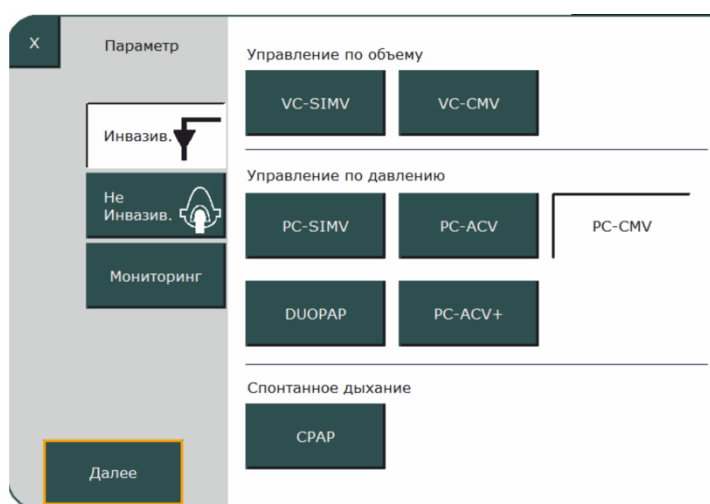 X
Параметр
Инвазив.
Не
Инвазив.
Мониторинг
Далее
Управление по объему
VC-SIMV
VC-CMV
Управление по давлению
PC-SIMV
PC-ACV
PC-CMV
DUOPAP
PC-ACV+
Спонтанное дыхание
CPAP